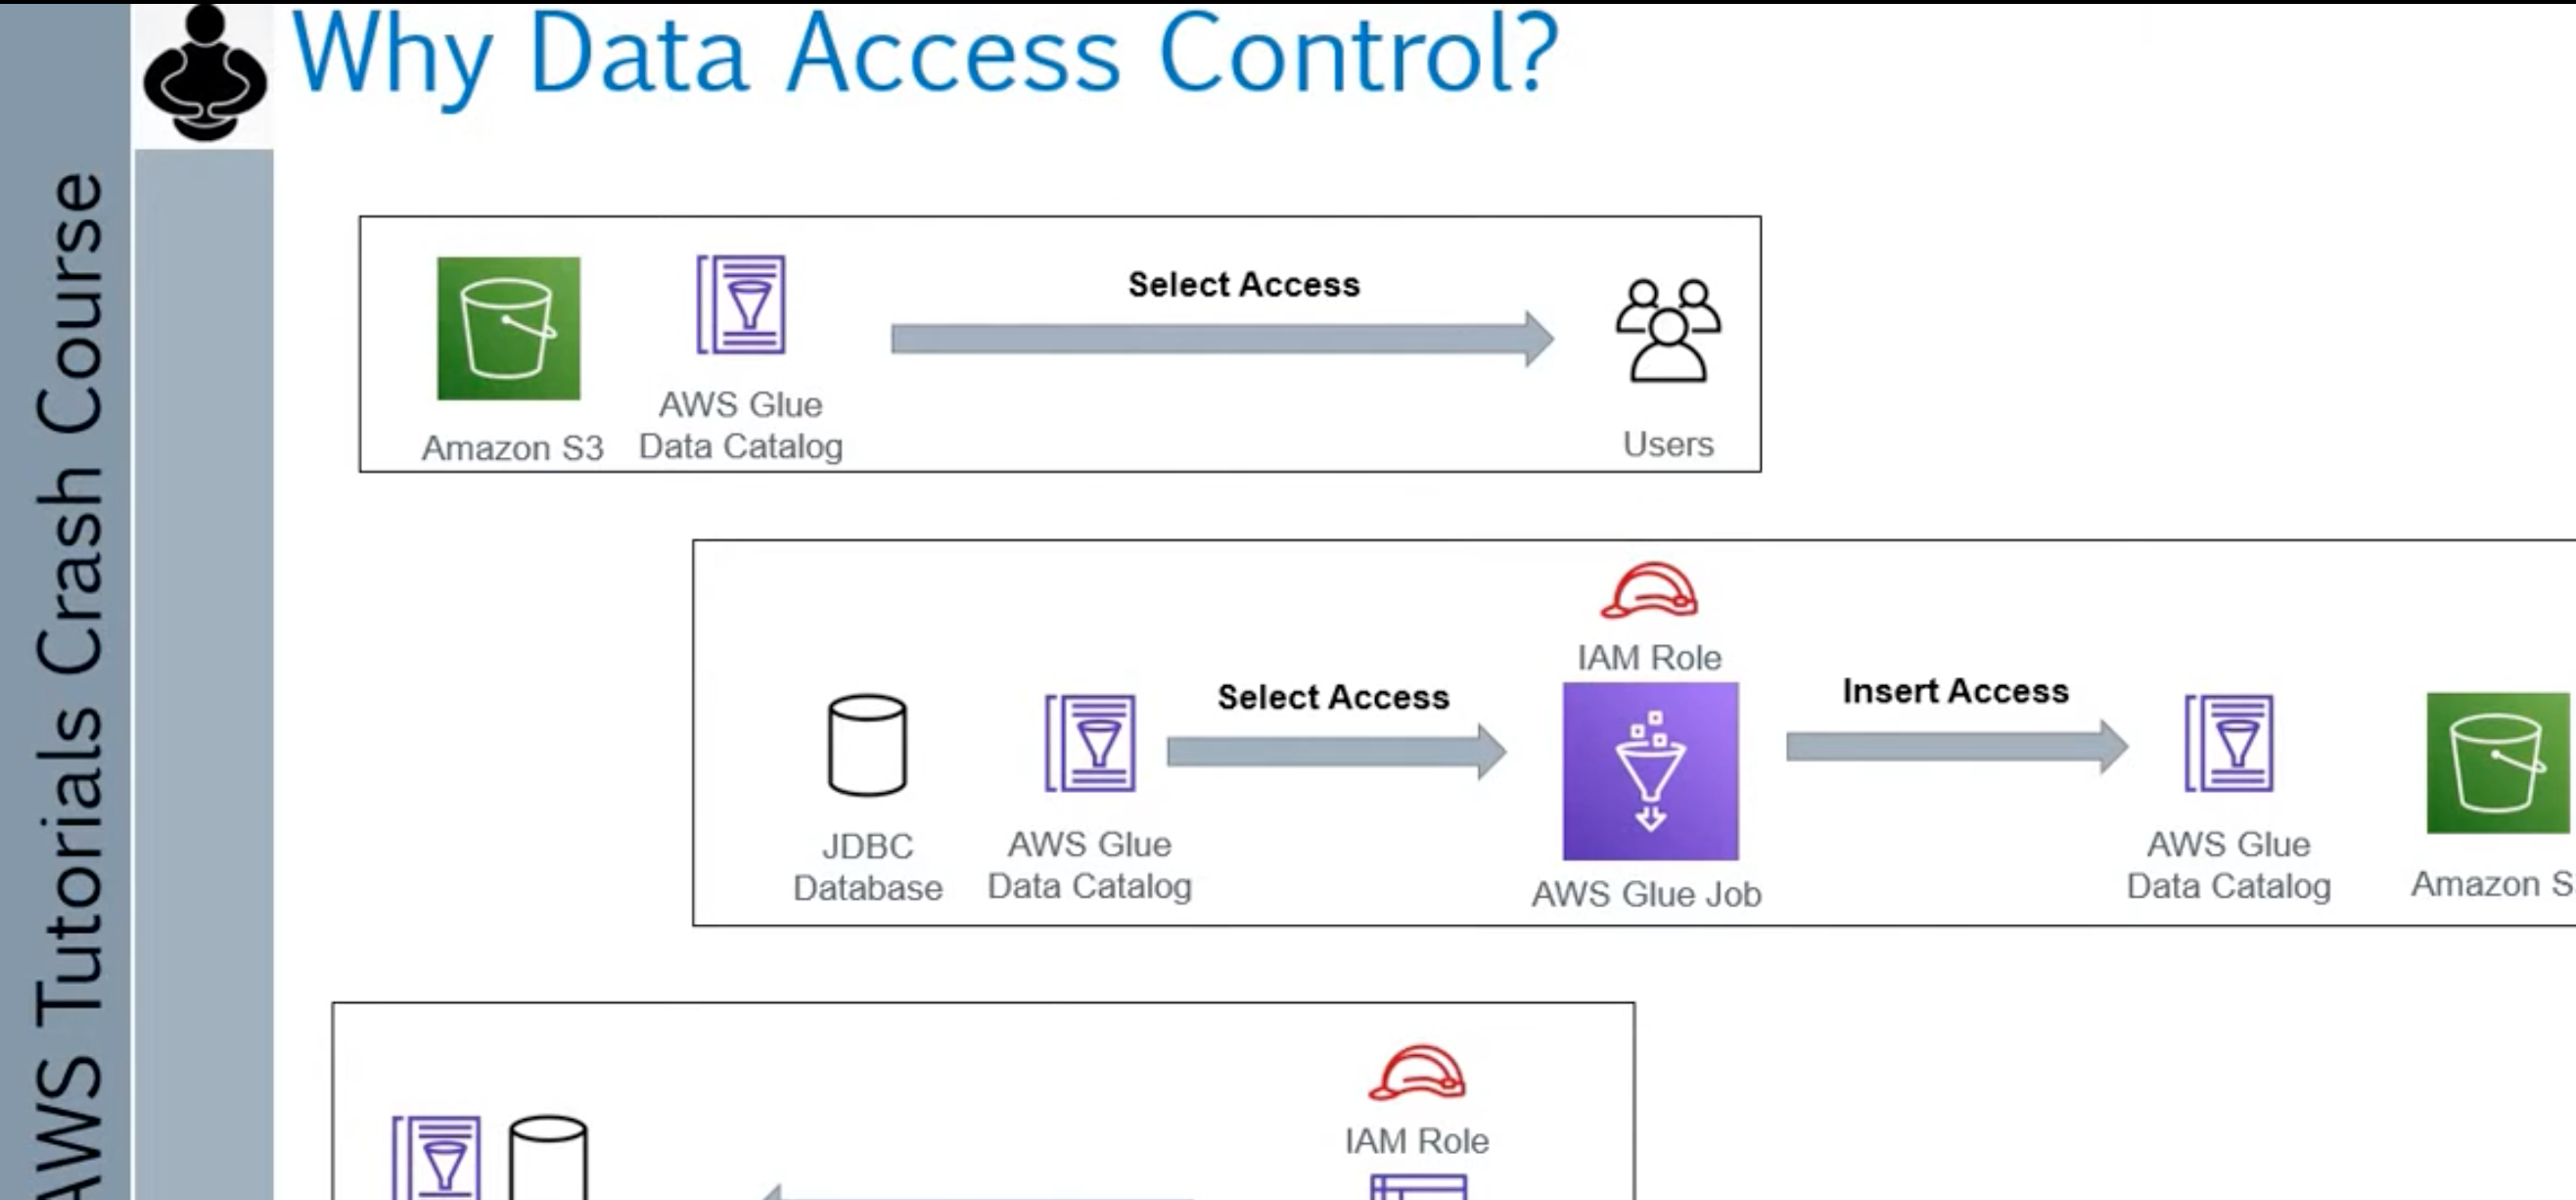 Why Data Access Control?
AWS Tutorials Crash Course
Select Access
AWS Glue
Data Catalog
Amazon S3
Users
IAM Role
Select Access
Insert Access
JDBC
Database
AWS Glue
Data Catalog
AWS Glue Job
AWS Glue
Data Catalog
Amazon S
IAM Role